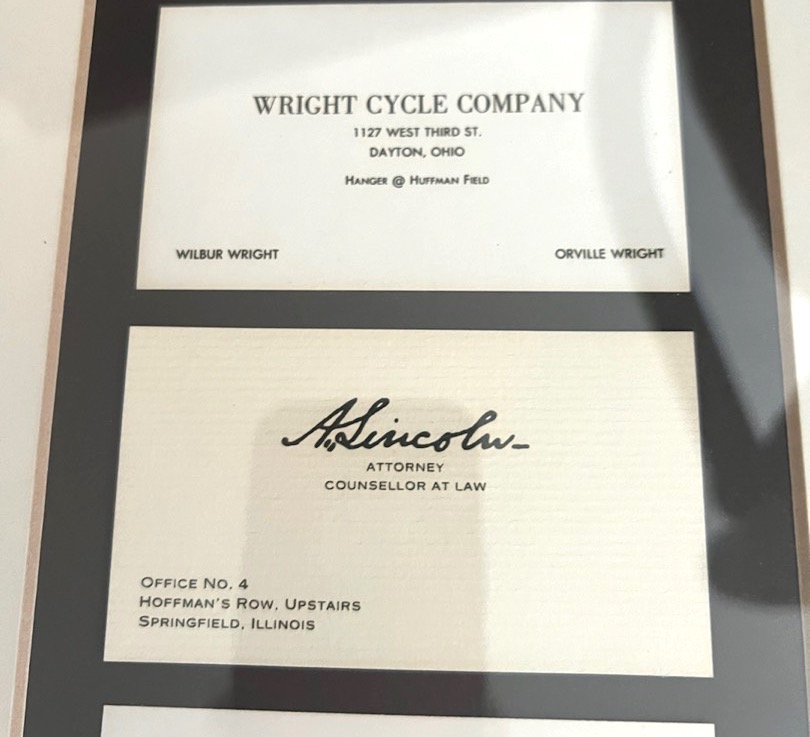 WRIGHT CYCLE COMPANY
1127 WEST THIRD ST.
DAYTON, OHIO
HANGER @ HUFFMAN FIELD
WILBUR WRIGHT
ORVILLE WRIGHT
A. Lincoln
ATTORNEY
COUNSELLOR AT LAW
OFFICE NO. 4
HOFFMAN'S ROW, UPSTAIRS
SPRINGFIELD, ILLINOIS